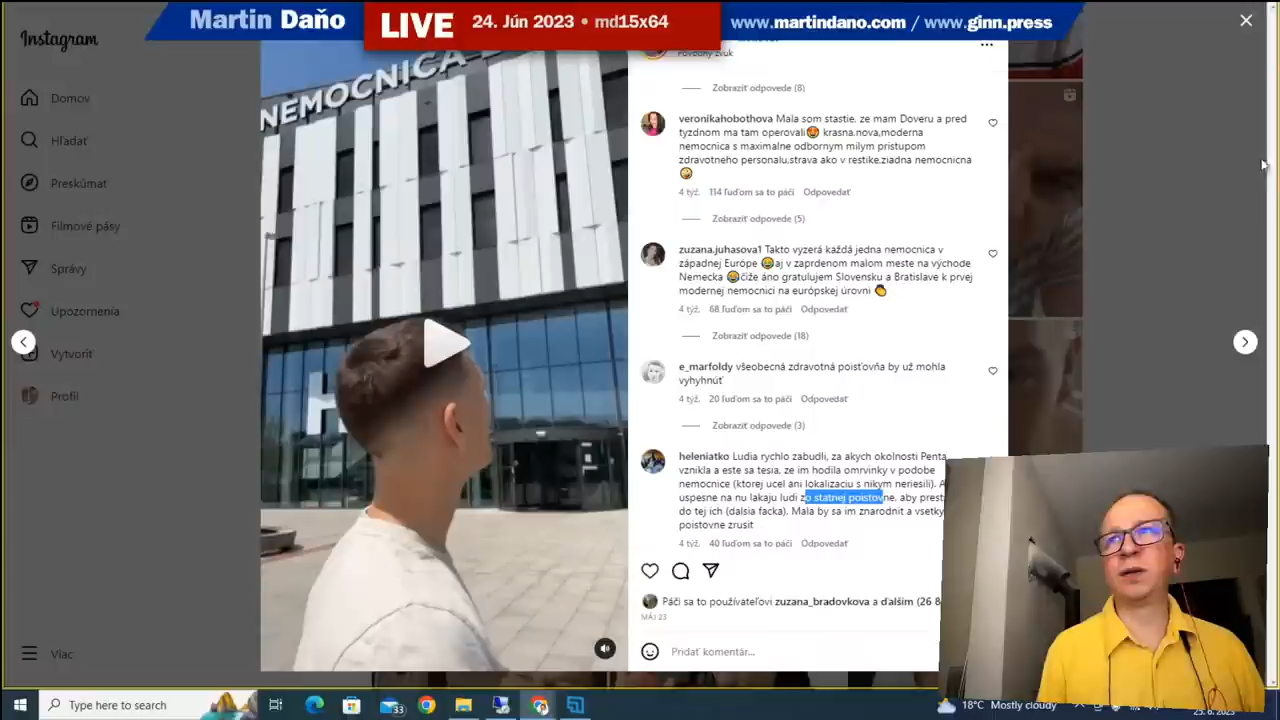 Martin Daňo
LIVE
24. Jún 2023 • md15x64
www.martindano.com / www.ginn.press
Instagram
Domov
Hľadať
Preskúmať
Filmové pásy
Správy
Upozornenia
Vytvoriť
Profil
Viac
NEMOCNICA
Pôvodný zvuk
Zobraziť odpovede (8)
veronikahobothova Mala som stastie, ze mam Doveru a pred
tyzdnom ma tam operovali😍 krasna,nova,moderna
nemocnica s maximalne odbornym milym pristupom
zdravotneho personalu,strava ako v restike,ziadna nemocnicna
4 týž. 114 ľuďom sa to páči Odpovedať
Zobraziť odpovede (5)
zuzana.juhasova1 Takto vyzerá každá jedna nemocnica v
západnej Európe 😂aj v zaprdenom malom meste na východe
Nemecka 😂čiže áno gratulujem Slovensku a Bratislave k prvej
modernej nemocnici na európskej úrovni 👏
4 týž. 68 ľuďom sa to páči Odpovedať
Zobraziť odpovede (18)
e_marfoldy všeobecná zdravotná poisťovňa by už mohla
vyhyhnúť
4 týž. 20 ľuďom sa to páči Odpovedať
Zobraziť odpovede (3)
heleniatko Ludia rychlo zabudli, za akych okolnosti Penta
vznikla a este sa tesia, ze im hodila omrvinky v podobe
nemocnice (ktorej ucel ani lokalizaciu s nikym neriesili). A
uspesne na nu lakaju ludi zo statnej poistovne, aby prest
do tej ich (dalsia facka). Mala by sa im znarodnit a vsetky
poistovne zrusit
4 týž. 40 ľuďom sa to páči Odpovedať
Páči sa to používateľovi zuzana_bradovkova a ďalším (26 8
MÁJ 23
Pridať komentár...
Type here to search
33
18°C Mostly cloudy